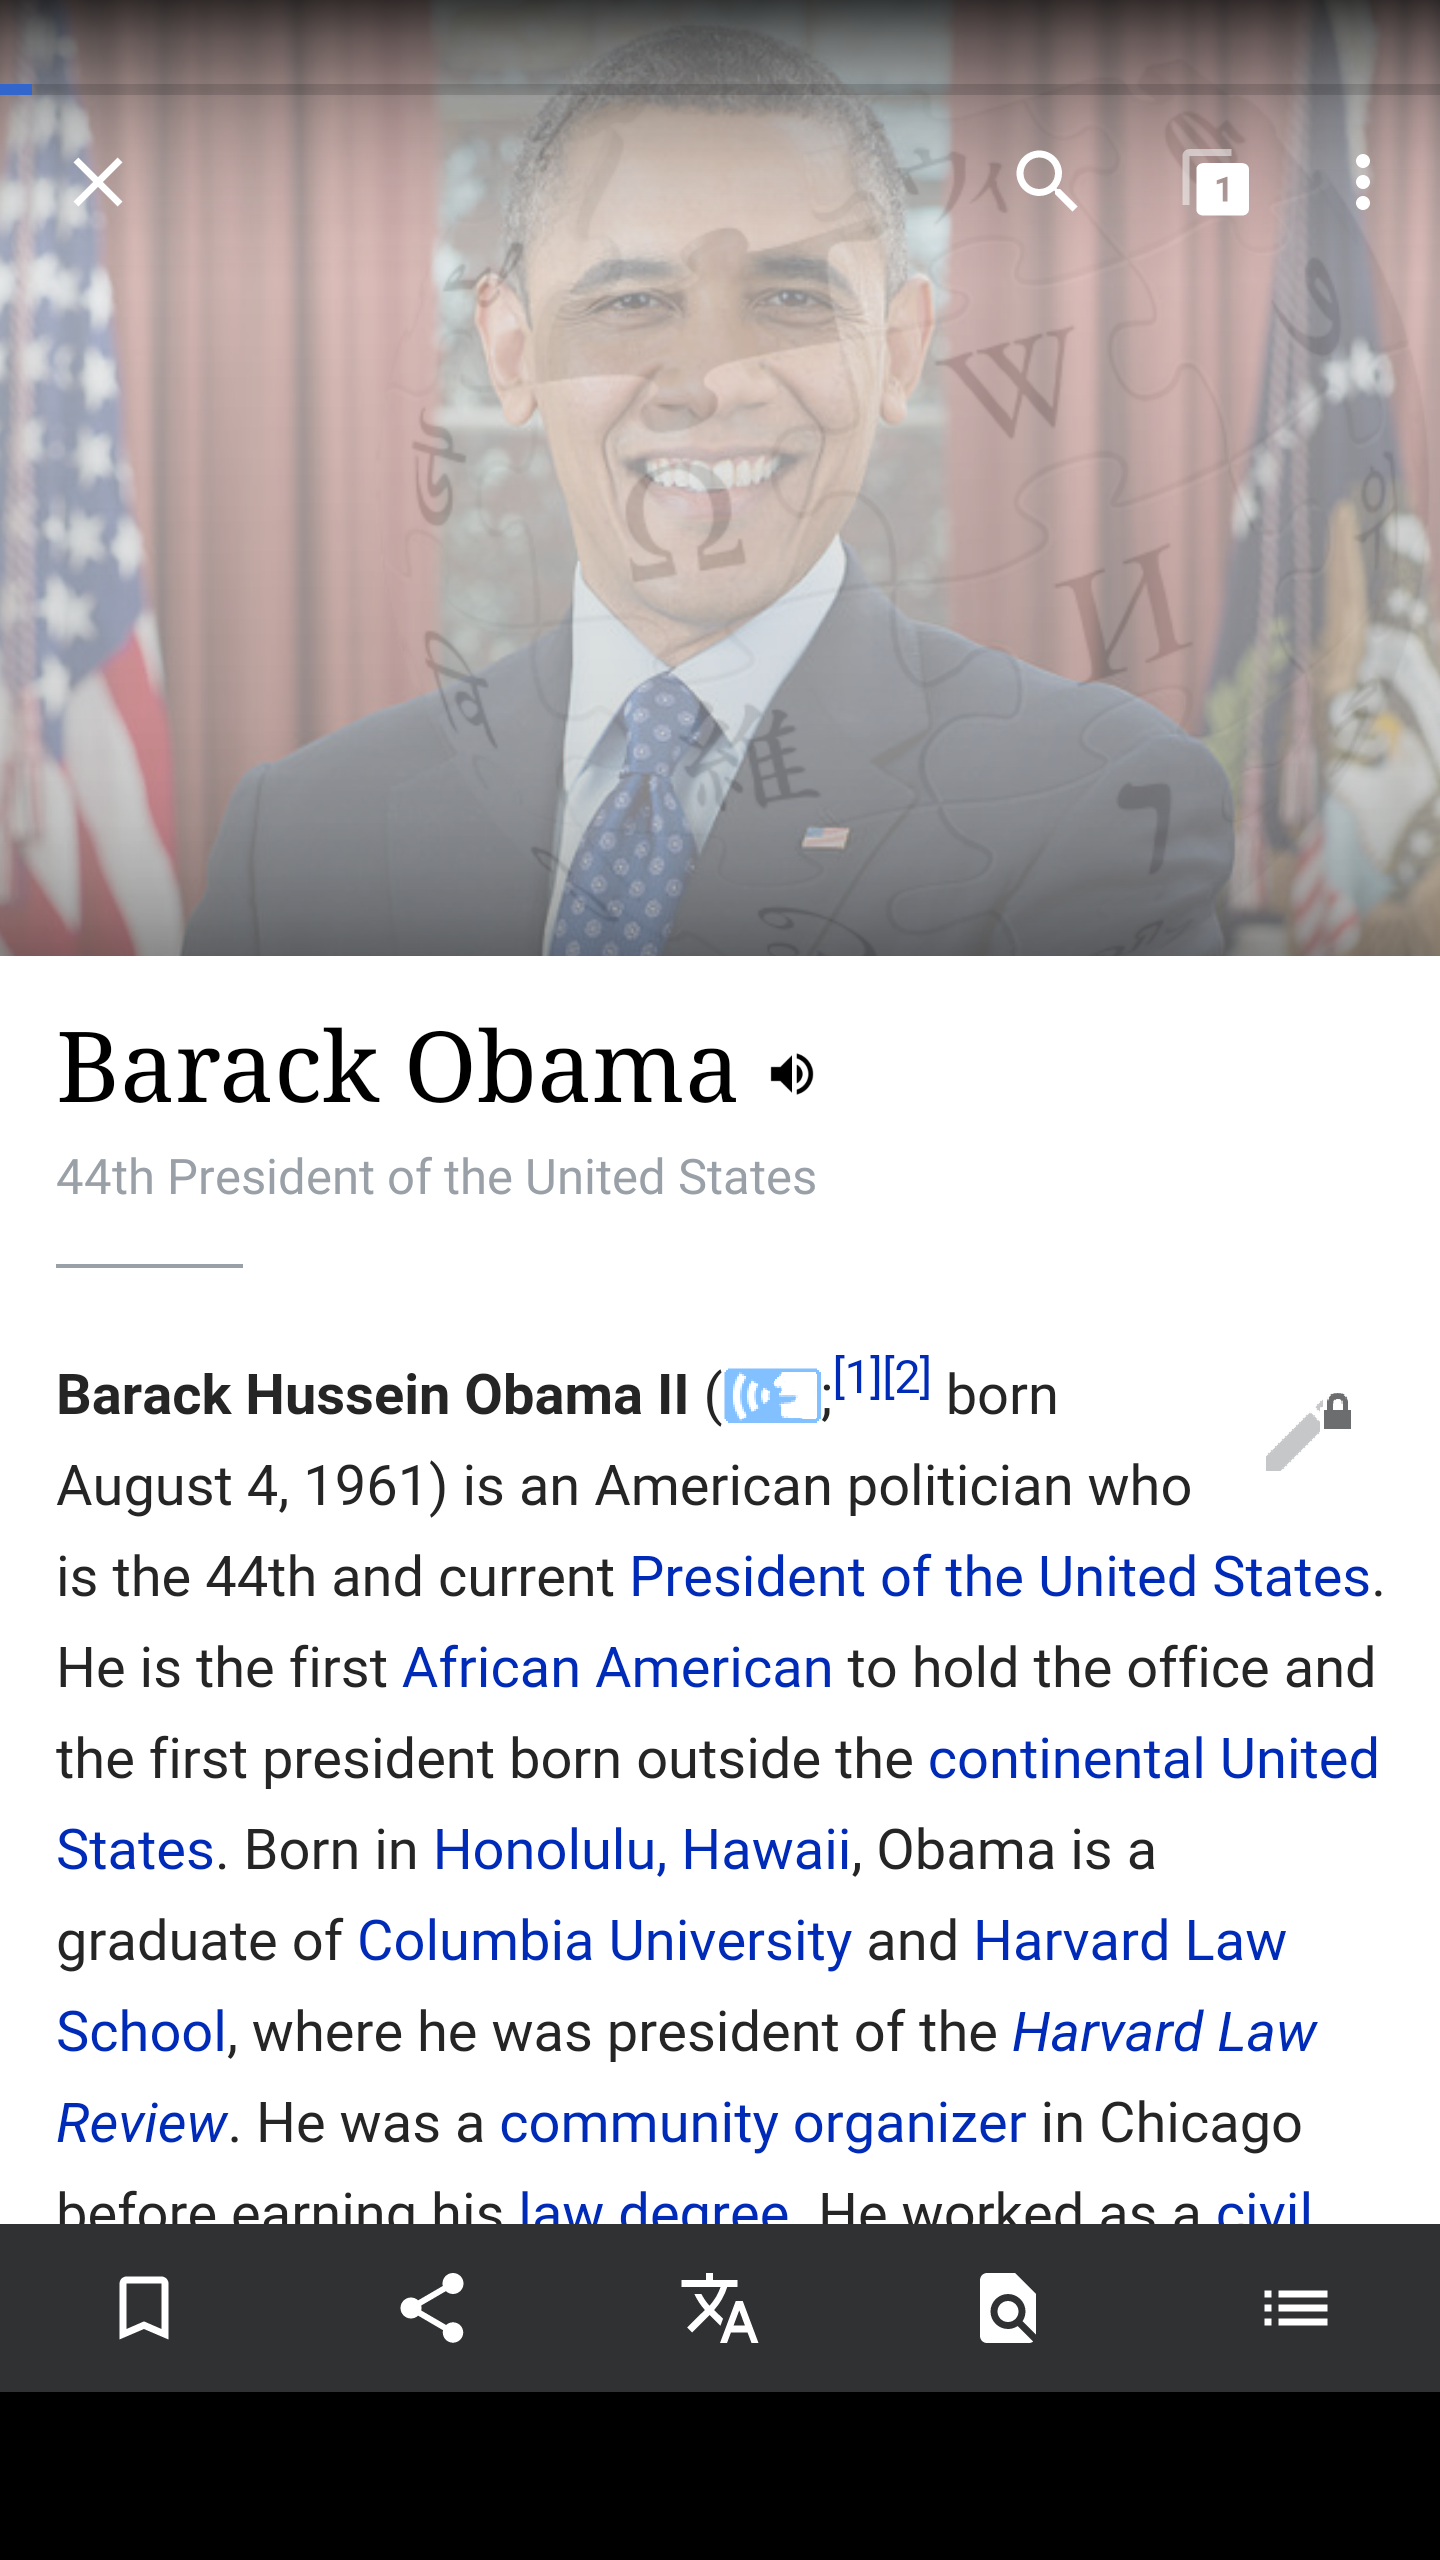 1
W
Ω
И
維
Barack Obama
44th President of the United States
Barack Hussein Obama II (;[1][2] born
August 4, 1961) is an American politician who
is the 44th and current President of the United States.
He is the first African American to hold the office and
the first president born outside the continental United
States. Born in Honolulu, Hawaii, Obama is a
graduate of Columbia University and Harvard Law
School, where he was president of the Harvard Law
Review. He was a community organizer in Chicago
before earning his law degree. He worked as a civil